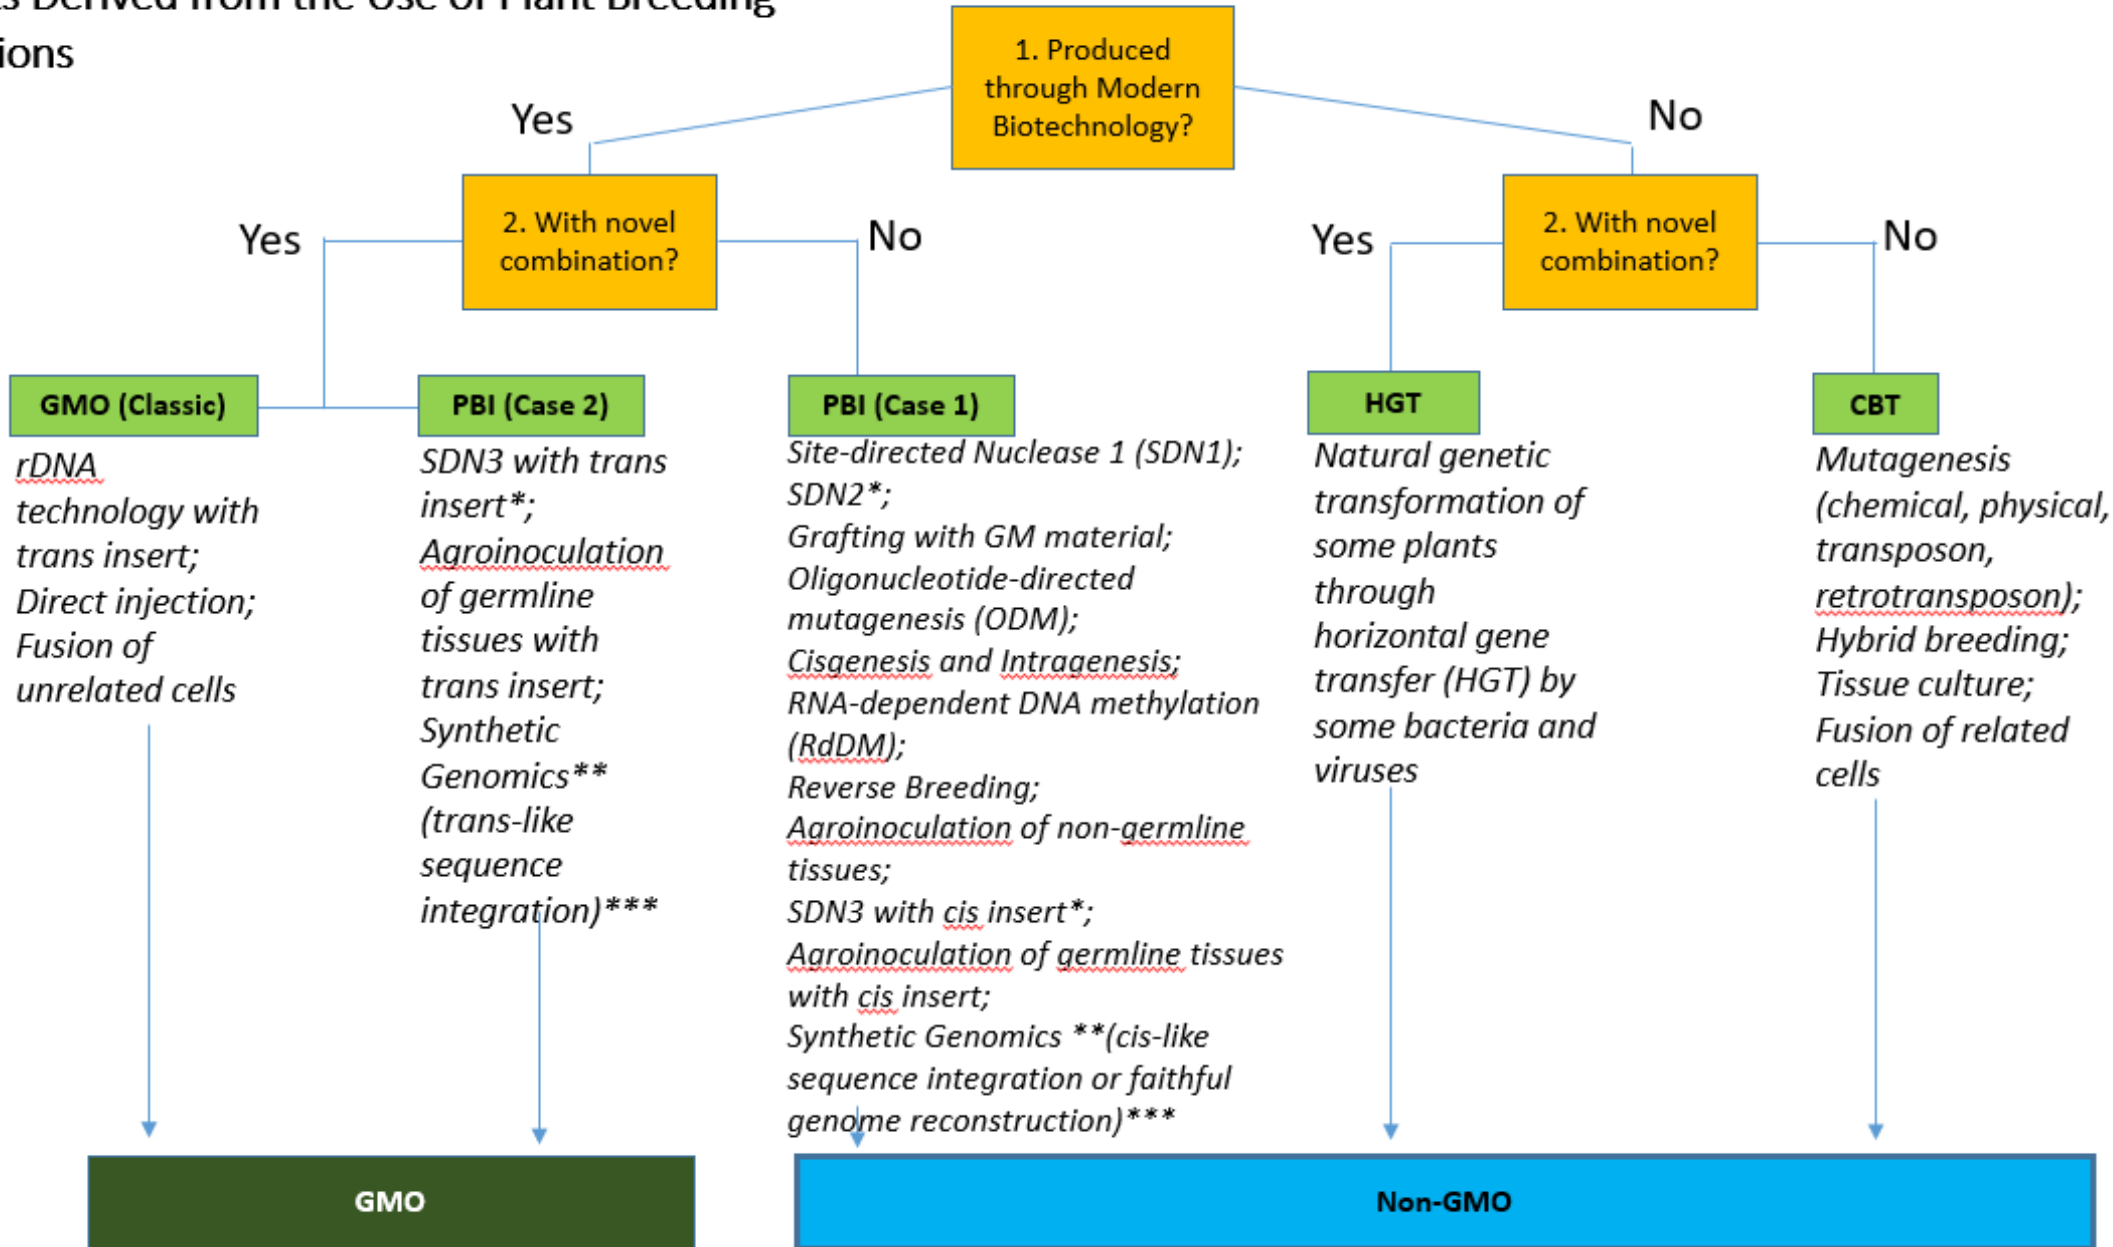 s Derived from the Use of Plant Breeding
ions
1. Produced
through Modern
Biotechnology?
Yes
No
2. With novel
combination?
Yes
No
2. With novel
combination?
Yes
No
GMO (Classic)
rDNA
technology with
trans insert;
Direct injection;
Fusion of
unrelated cells
PBI (Case 2)
SDN3 with trans
insert*;
Agroinoculation
of germline
tissues with
trans insert;
Synthetic
Genomics**
(trans-like
sequence
integration)***
PBI (Case 1)
Site-directed Nuclease 1 (SDN1);
SDN2*;
Grafting with GM material;
Oligonucleotide-directed
mutagenesis (ODM);
Cisgenesis and Intragenesis;
RNA-dependent DNA methylation
(RdDM);
Reverse Breeding;
Agroinoculation of non-germline
tissues;
SDN3 with cis insert*;
Agroinoculation of germline tissues
with cis insert;
Synthetic Genomics **(cis-like
sequence integration or faithful
genome reconstruction)***
HGT
Natural genetic
transformation of
some plants
through
horizontal gene
transfer (HGT) by
some bacteria and
viruses
CBT
Mutagenesis
(chemical, physical,
transposon,
retrotransposon);
Hybrid breeding;
Tissue culture;
Fusion of related
cells
GMO
Non-GMO